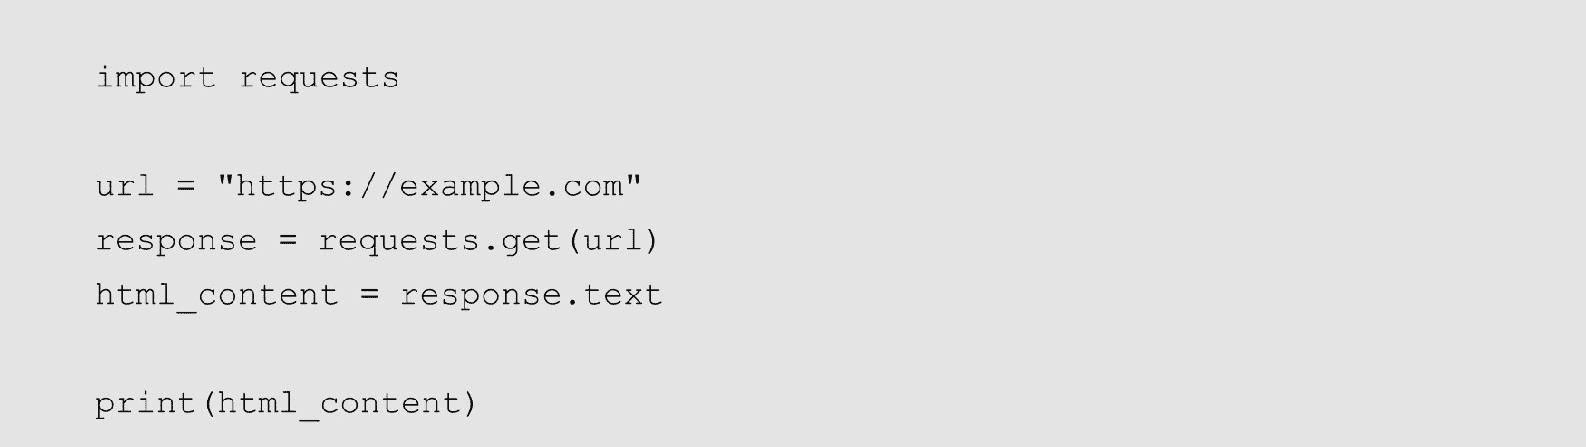 import requests
url = "https://example.com"
response = requests.get(url)
html_content = response.text
print(html_content)